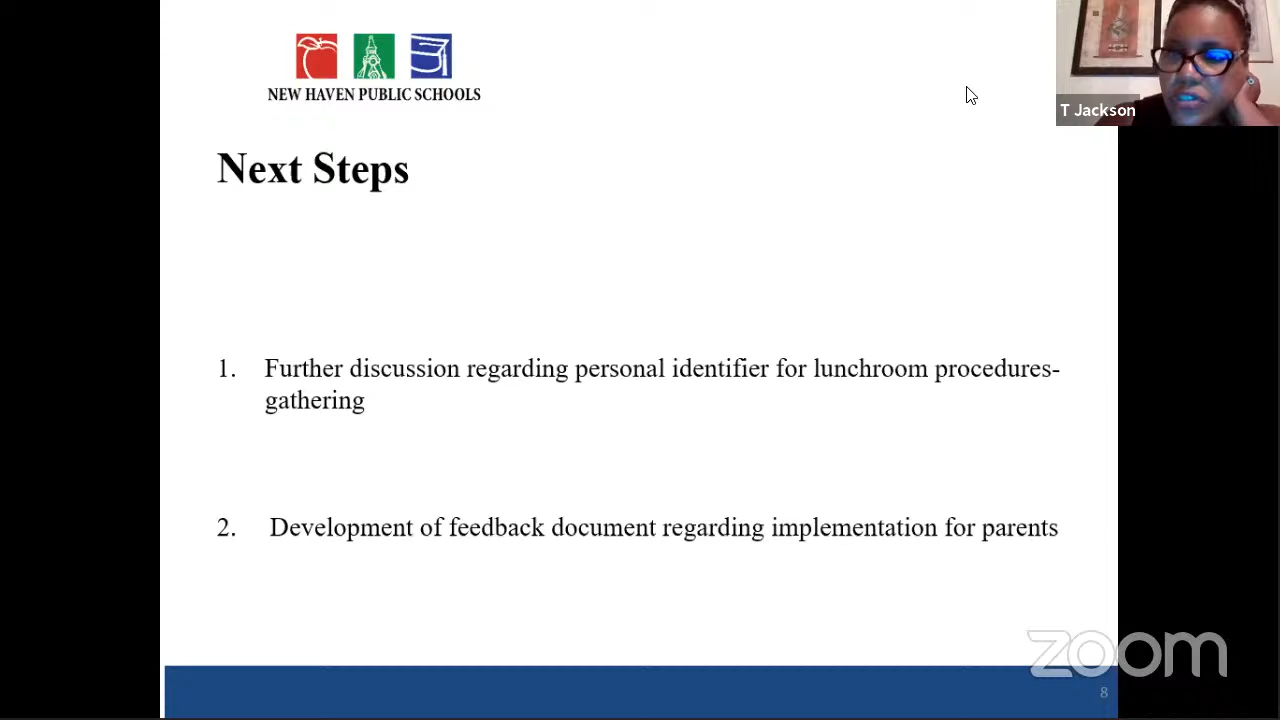 NEW HAVEN PUBLIC SCHOOLS
T Jackson
Next Steps
1. Further discussion regarding personal identifier for lunchroom procedures-
gathering
2. Development of feedback document regarding implementation for parents
zoom
8